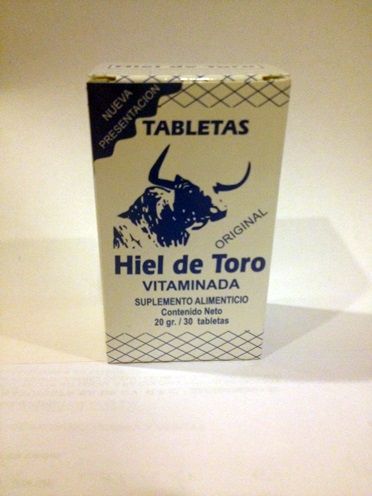 NUEVA
PRESENTACION
TABLETAS
ORIGINAL
Hiel de Toro
VITAMINADA
SUPLEMENTO ALIMENTICIO
Contenido Neto
20 gr. / 30 tabletas